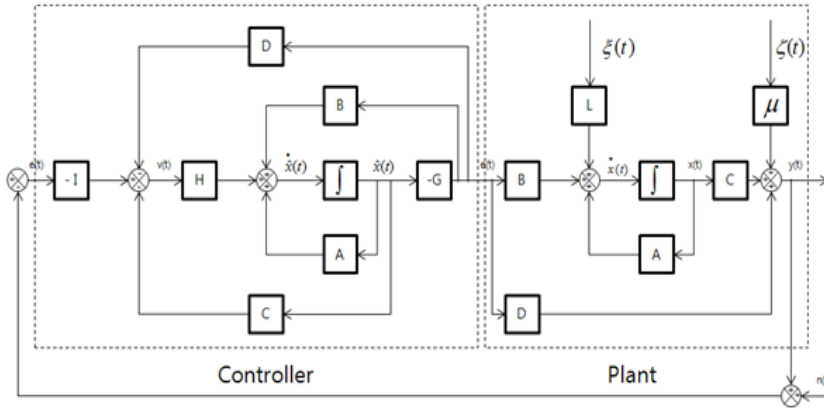 D
ξ(t)
ζ(t)
B
L
μ
e(t)
v(t)
ẋ̂(t)
x̂(t)
ẋ(t)
x(t)
y(t)
- I
H
∫
-G
B
∫
C
A
A
C
D
Controller
Plant